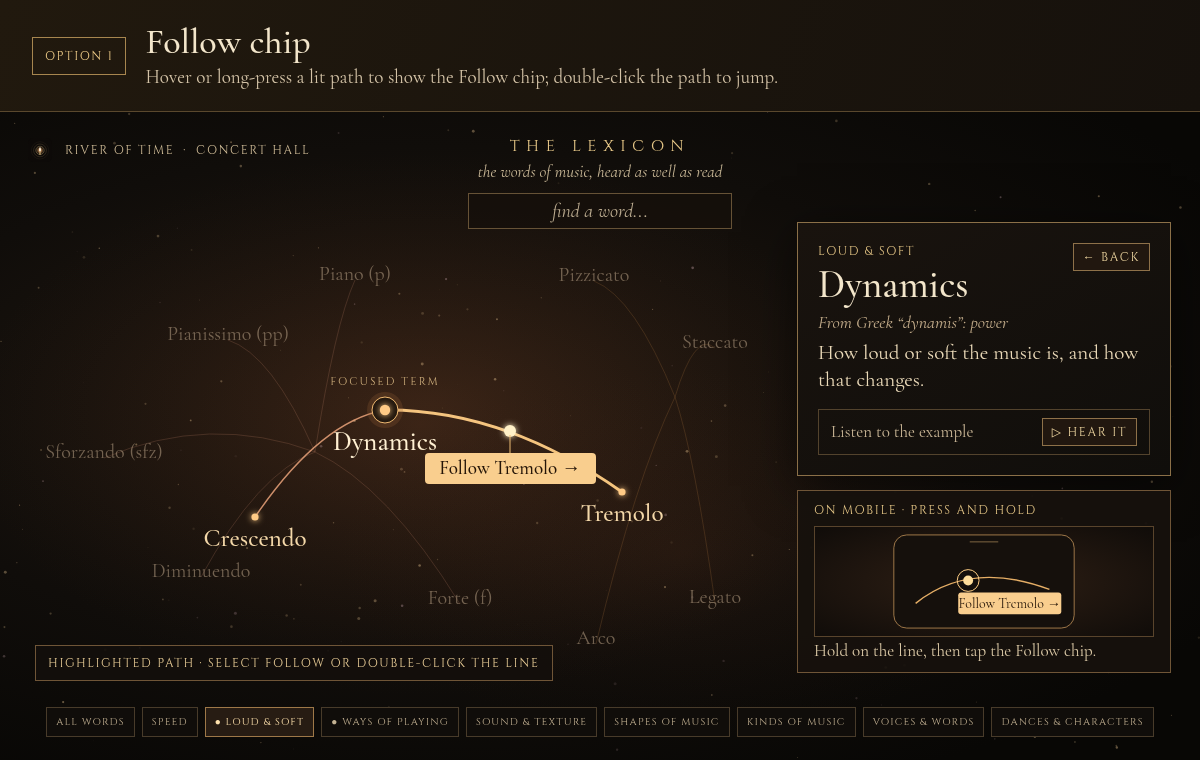 OPTION 1
Follow chip
Hover or long-press a lit path to show the Follow chip; double-click the path to jump.
RIVER OF TIME · CONCERT HALL
THE LEXICON
the words of music, heard as well as read
find a word...
Piano (p)
Pizzicato
Pianissimo (pp)
Staccato
FOCUSED TERM
Dynamics
Sforzando (sfz)
Follow Tremolo →
Tremolo
Crescendo
Diminuendo
Forte (f)
Legato
Arco
LOUD & SOFT
← BACK
Dynamics
From Greek “dynamis”: power
How loud or soft the music is, and how
that changes.
Listen to the example
▷ HEAR IT
ON MOBILE · PRESS AND HOLD
Follow Tremolo →
Hold on the line, then tap the Follow chip.
HIGHLIGHTED PATH · SELECT FOLLOW OR DOUBLE-CLICK THE LINE
ALL WORDS
SPEED
● LOUD & SOFT
● WAYS OF PLAYING
SOUND & TEXTURE
SHAPES OF MUSIC
KINDS OF MUSIC
VOICES & WORDS
DANCES & CHARACTERS